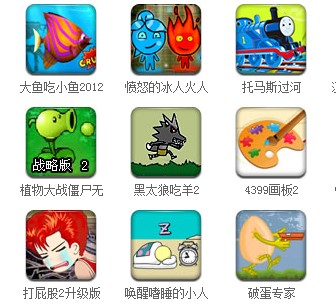 大鱼吃小鱼2012
愤怒的冰人火人
托马斯过河
战略版 2
植物大战僵尸无
黑太狼吃羊2
4399画板2
Z
打屁股2升级版
唤醒嗜睡的小人
破蛋专家